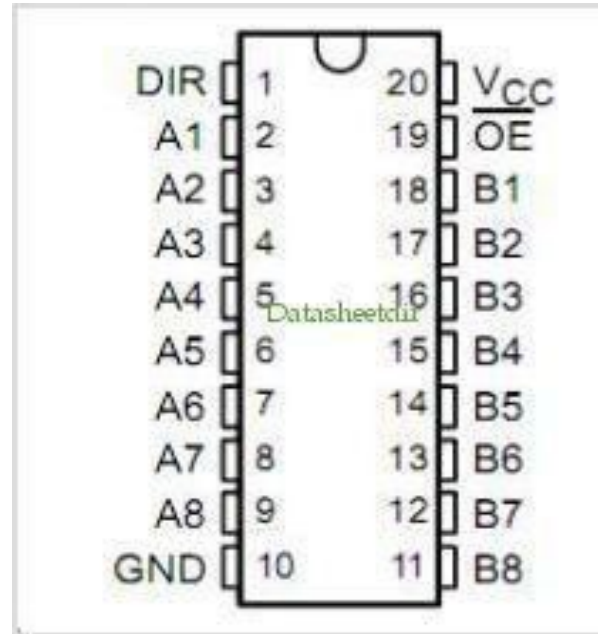 DIR 1 20 VCC
A1 2 19 OE
A2 3 18 B1
A3 4 17 B2
A4 5 16 B3
Datasheetdir
A5 6 15 B4
A6 7 14 B5
A7 8 13 B6
A8 9 12 B7
GND 10 11 B8